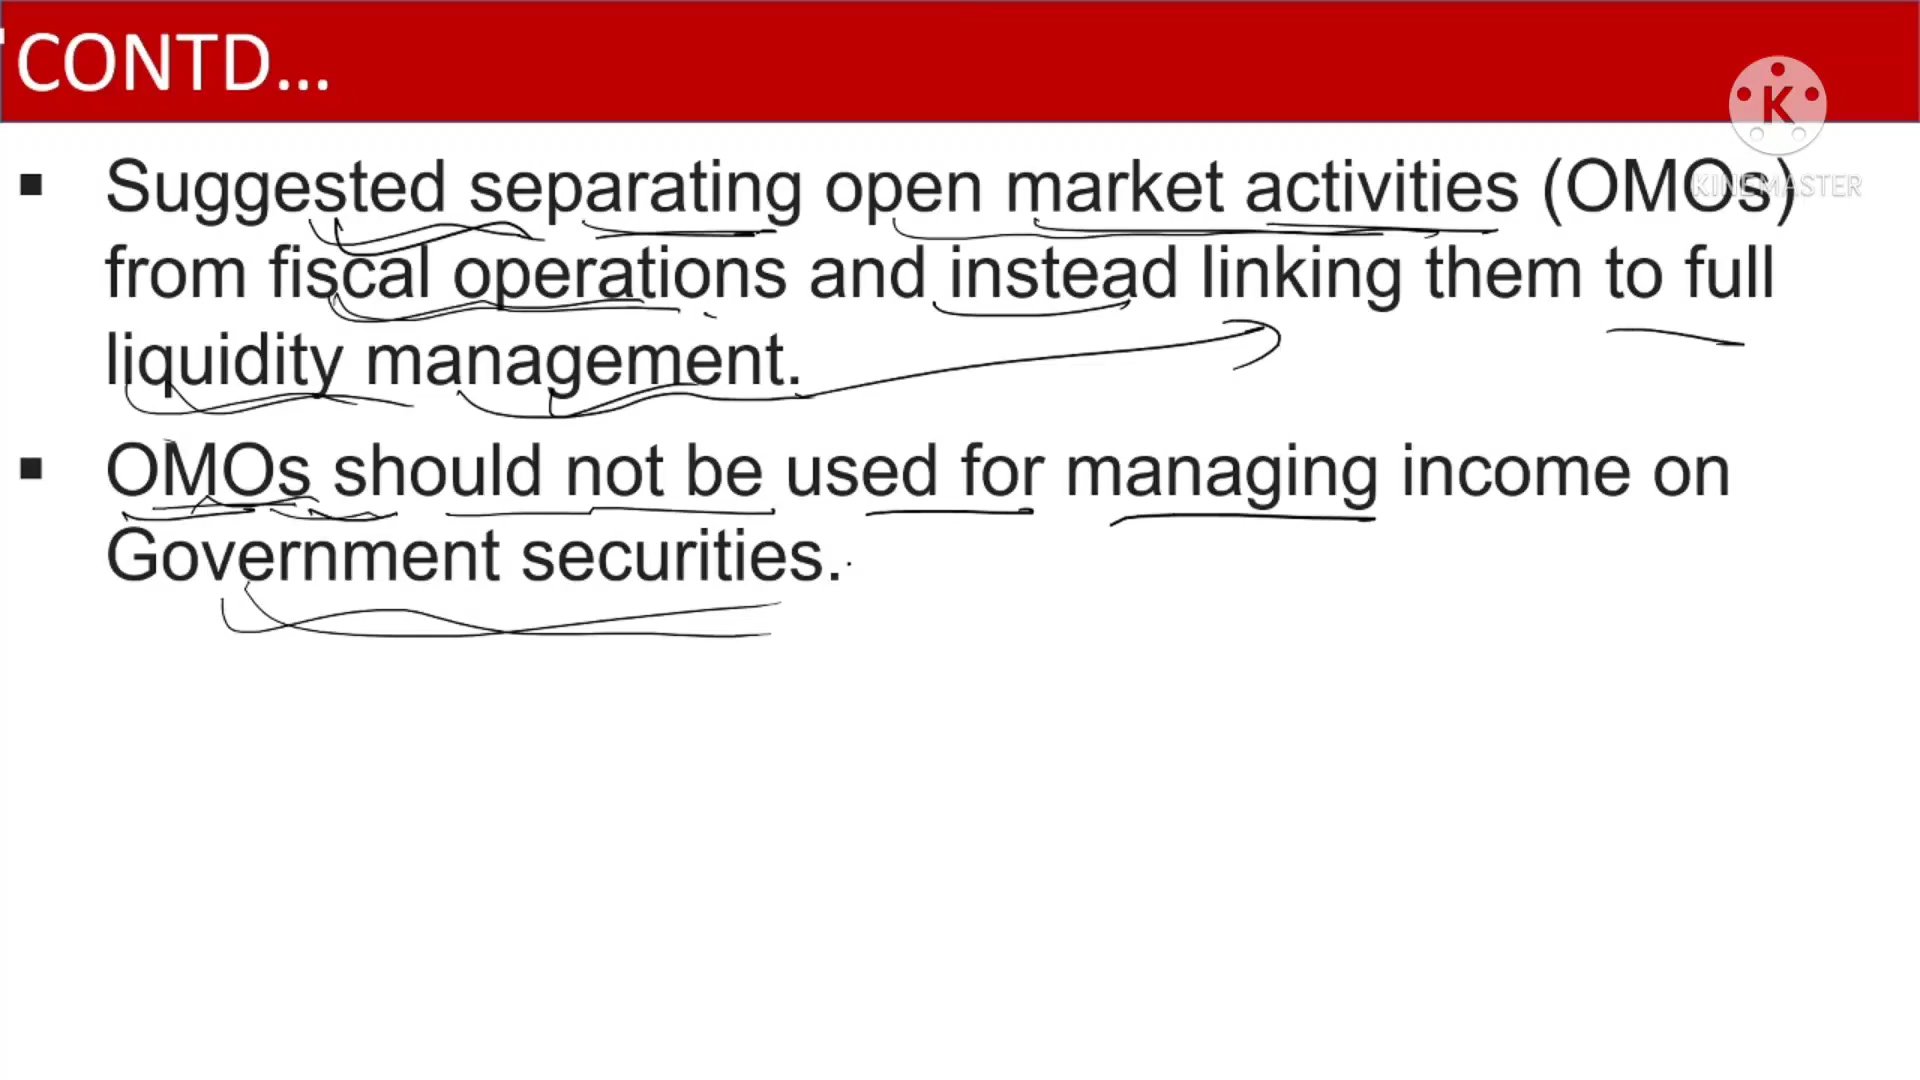 CONTD...
▪ Suggested separating open market activities (OMOs)
from fiscal operations and instead linking them to full
liquidity management.
▪ OMOs should not be used for managing income on
Government securities.
K
KINEMASTER